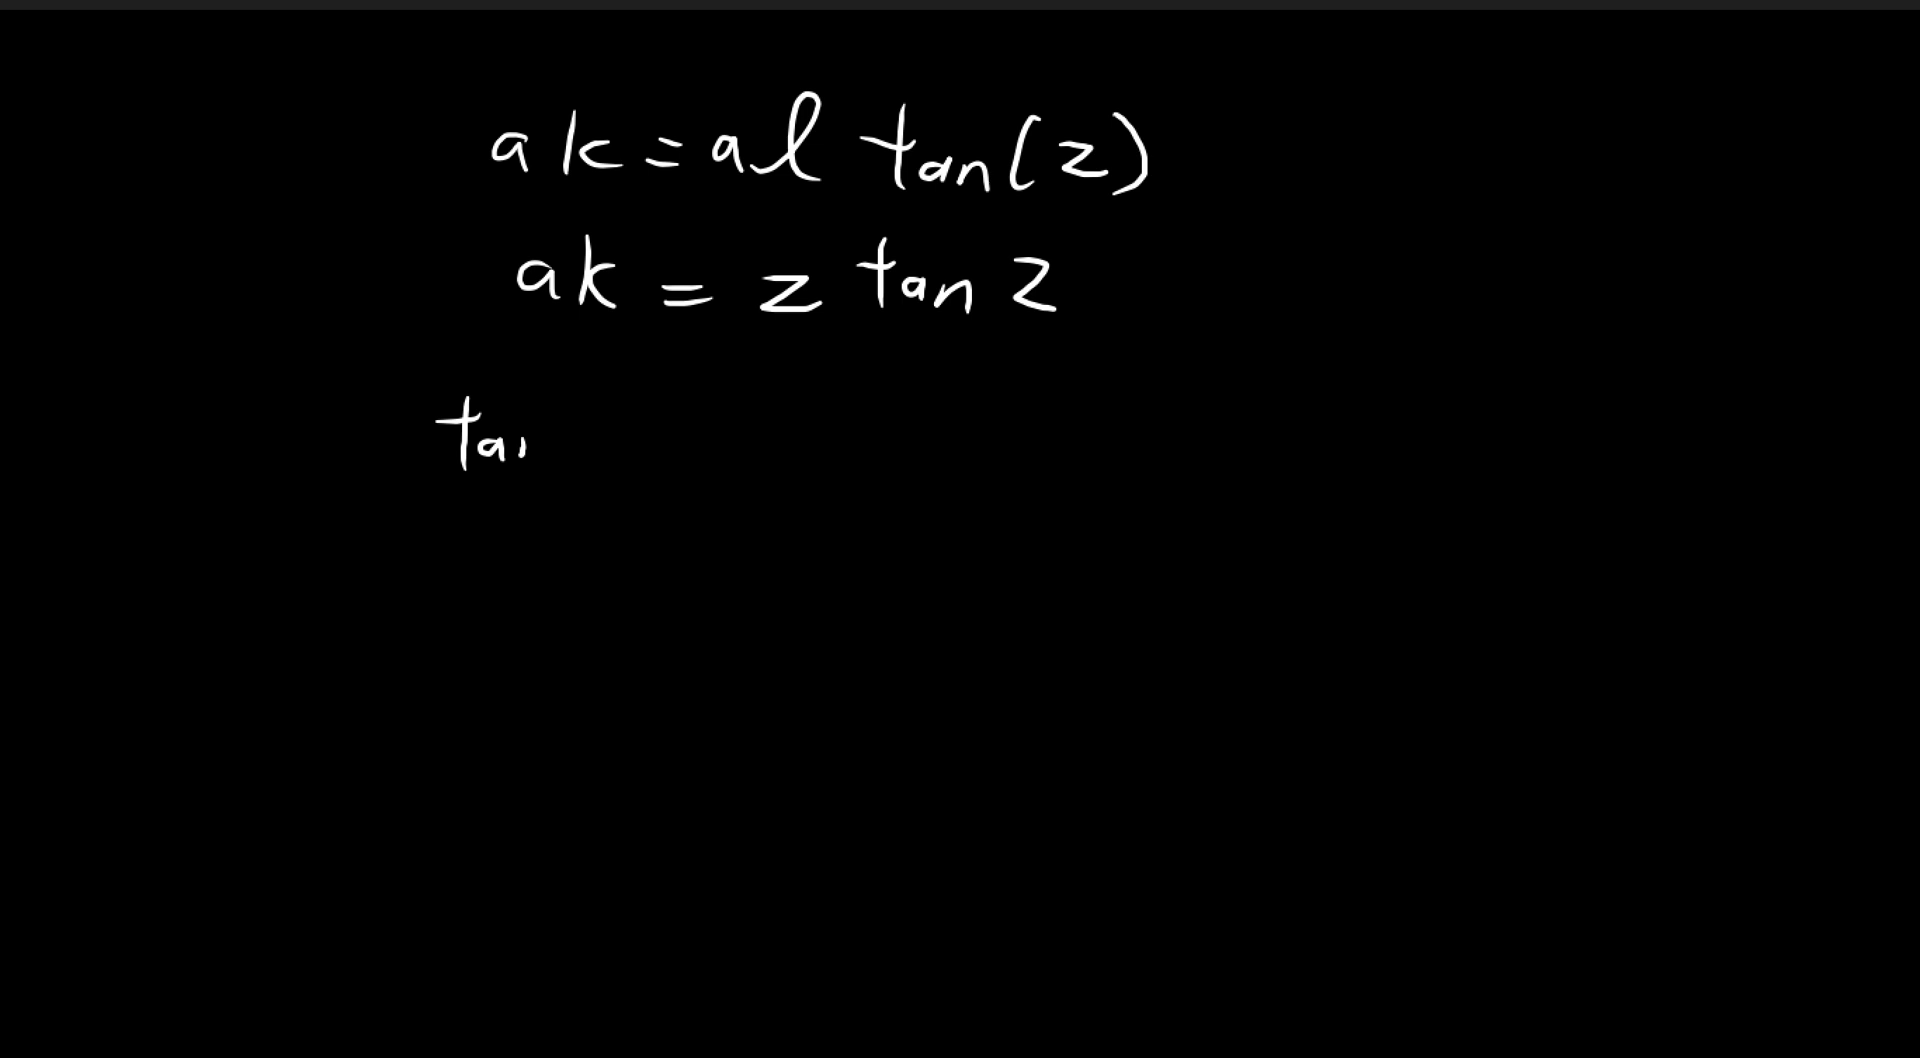 ak = al tan(z)
ak = z tan z
ta